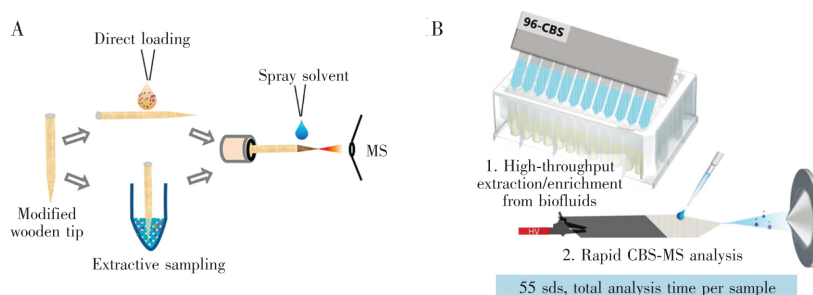 A
Direct loading
Spray solvent
MS
Modified
wooden tip
Extractive sampling
B
96-CBS
1. High-throughput
extraction/enrichment
from biofluids
HV
2. Rapid CBS-MS analysis
55 sds, total analysis time per sample